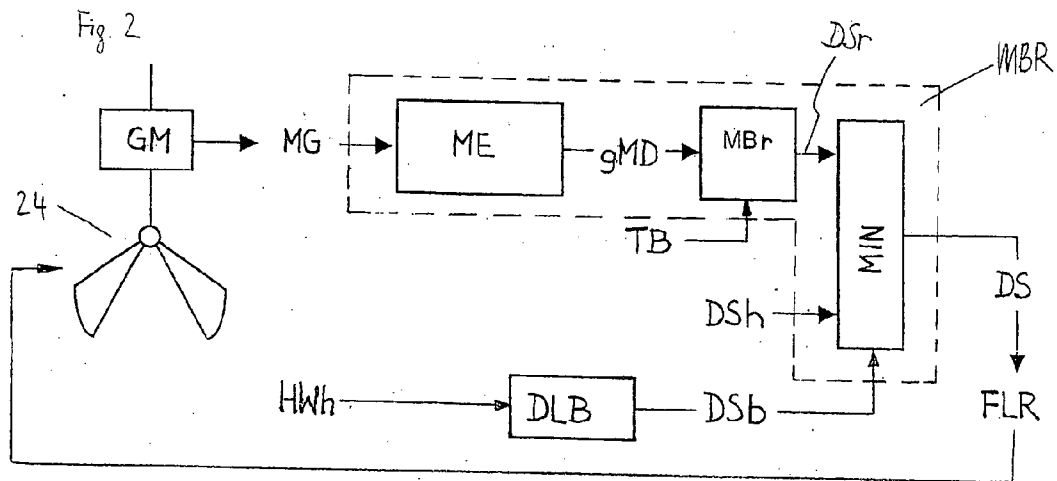 Fig. 2
DSr
MBR
GM
MG
ME
gMD
MBr
24
TB
MIN
DSh
DS
HWh
DLB
DSb
FLR